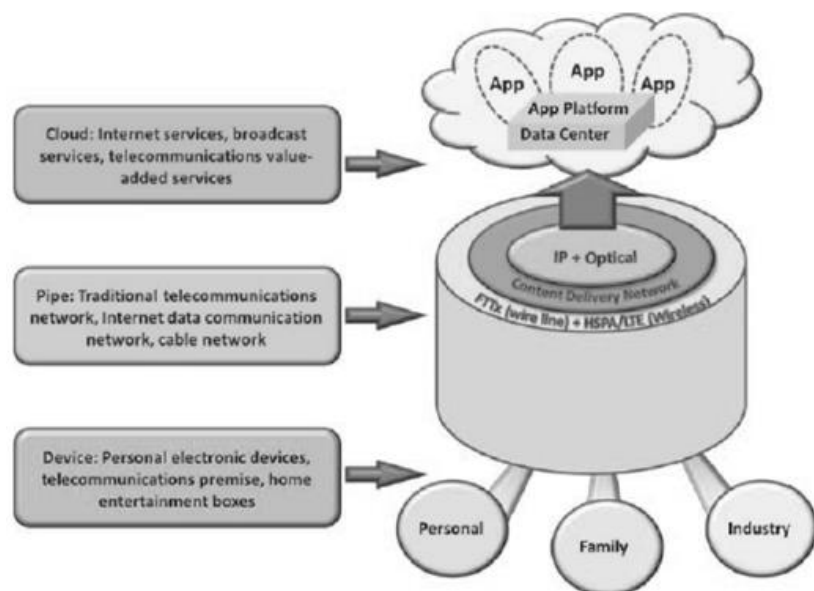 App
App
App
App Platform
Data Center
Cloud: Internet services, broadcast
services, telecommunications value-
added services
IP + Optical
Content Delivery Network
FTTx (wire line) + HSPA/LTE (Wireless)
Pipe: Traditional telecommunications
network, Internet data communication
network, cable network
Device: Personal electronic devices,
telecommunications premise, home
entertainment boxes
Personal
Family
Industry